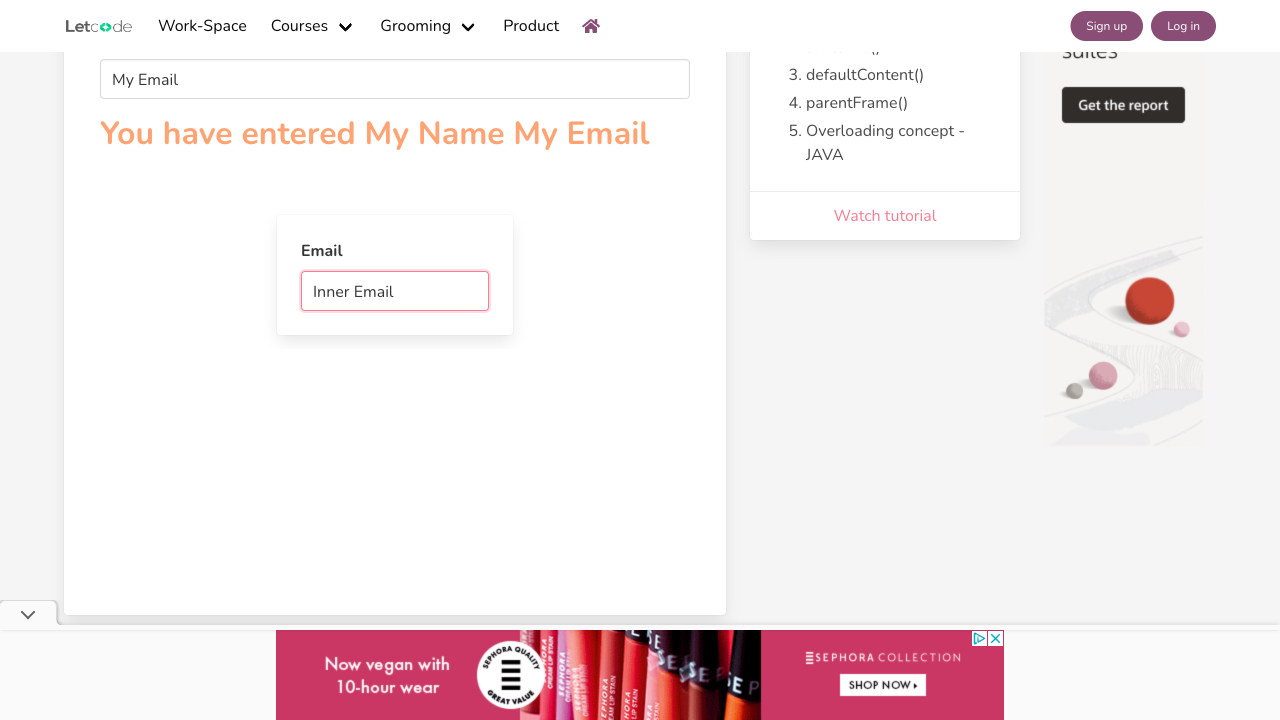 Letcode Work-Space Courses Grooming Product Sign up Log in
suites
3. defaultContent()
My Email
Get the report
4. parentFrame()
You have entered My Name My Email
5. Overloading concept -
JAVA
Watch tutorial
Email
Inner Email
Now vegan with
10-hour wear
SEPHORA QUALITY
GREAT VALUE
SEPHORA COLLECTION
SHOP NOW